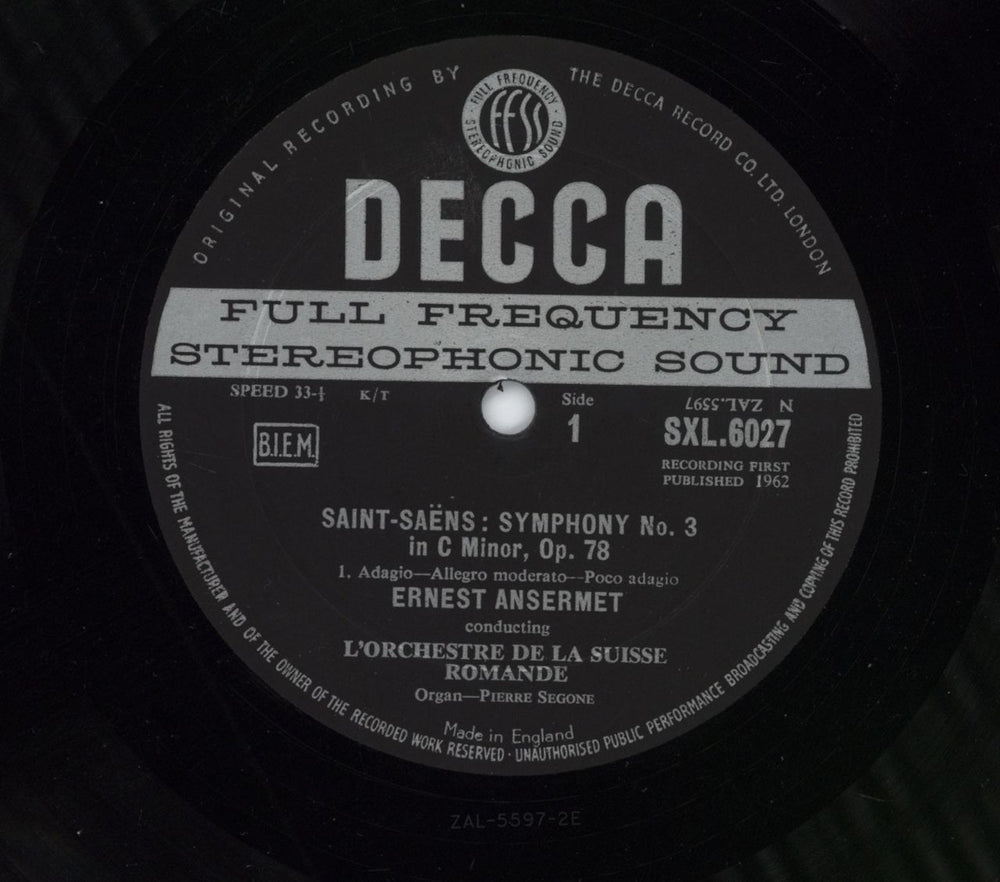 ORIGINAL RECORDING BY
THE DECCA RECORD CO. LTD. LONDON
FULL FREQUENCY
ffss
STEREOPHONIC SOUND
DECCA
FULL FREQUENCY
STEREOPHONIC SOUND
SPEED 33-⅓ K/T
Side
1
N ZAL.5597
B.I.E.M.
SXL.6027
RECORDING FIRST
PUBLISHED 1962
SAINT-SAËNS: SYMPHONY No. 3
in C Minor, Op. 78
1. Adagio—Allegro moderato—Poco adagio
ERNEST ANSERMET
conducting
L'ORCHESTRE DE LA SUISSE
ROMANDE
Organ—PIERRE SEGONE
Made in England
ALL RIGHTS OF THE MANUFACTURER AND OF THE OWNER OF THE RECORDED WORK RESERVED · UNAUTHORISED PUBLIC PERFORMANCE BROADCASTING AND COPYING OF THIS RECORD PROHIBITED
ZAL-5597-2E